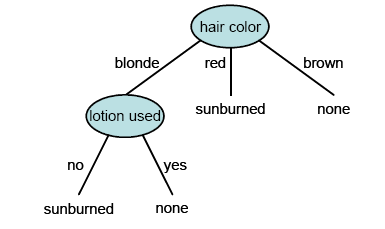 hair color
blonde
red
brown
lotion used
sunburned
none
no
yes
sunburned
none